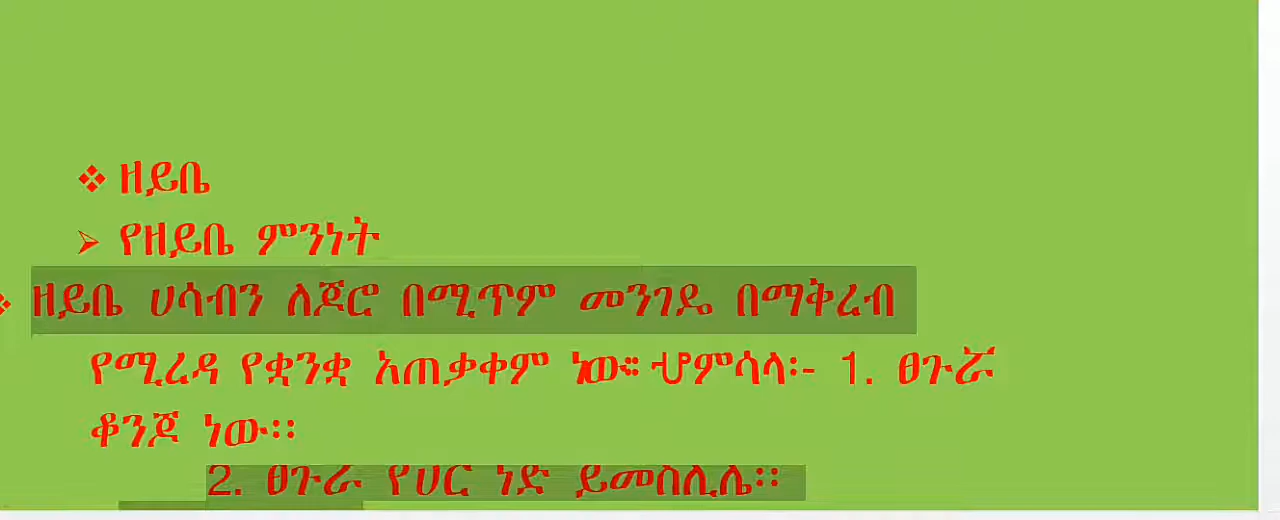 ❖ ዘይቤ
➢ የዘይቤ ምንነት
ዘይቤ ሀሳብን ለጆሮ በሚጥም መንገዴ በማቅረብ
የሚረዳ የቋንቋ አጠቃቀም ነው። ምሳላ፡- 1. ፀጉሯ
ቆንጆ ነው፡፡
2. ፀጉራ የሀር ነድ ይመስሊሌ፡፡